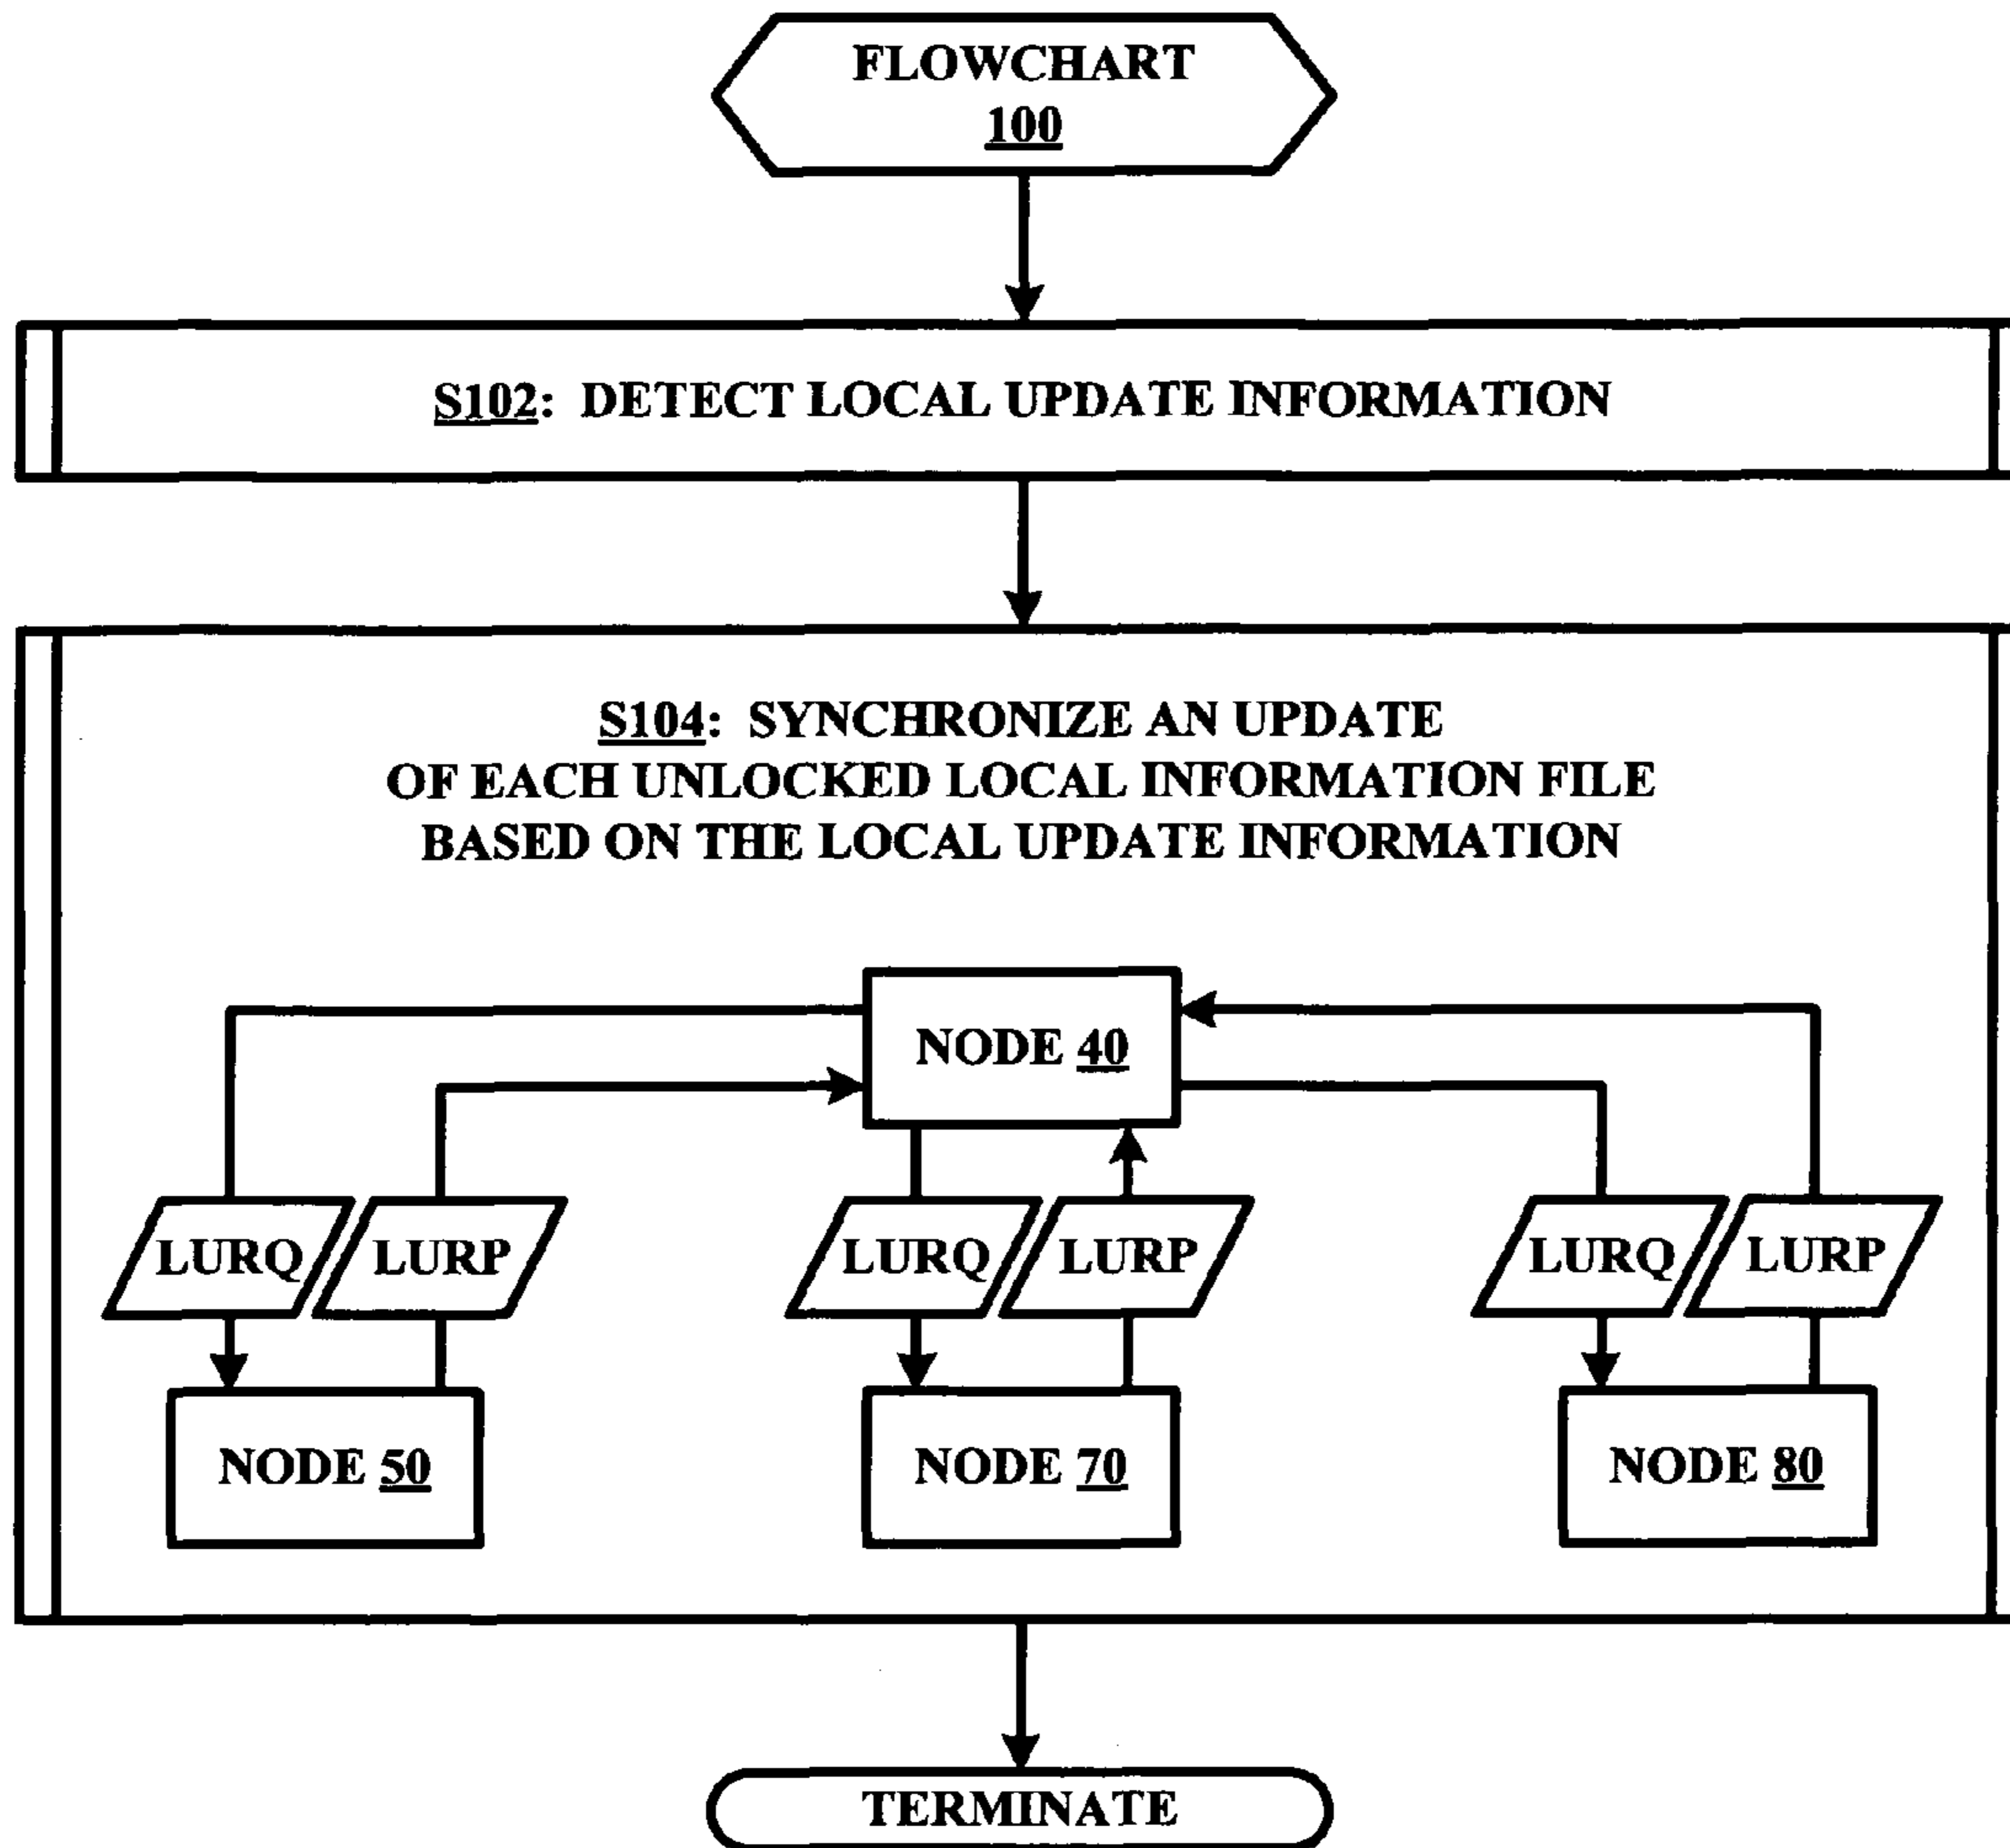 FLOWCHART
100
S102: DETECT LOCAL UPDATE INFORMATION
S104: SYNCHRONIZE AN UPDATE
OF EACH UNLOCKED LOCAL INFORMATION FILE
BASED ON THE LOCAL UPDATE INFORMATION
NODE 40
LURQ LURP LURQ LURP LURQ LURP
NODE 50 NODE 70 NODE 80
TERMINATE